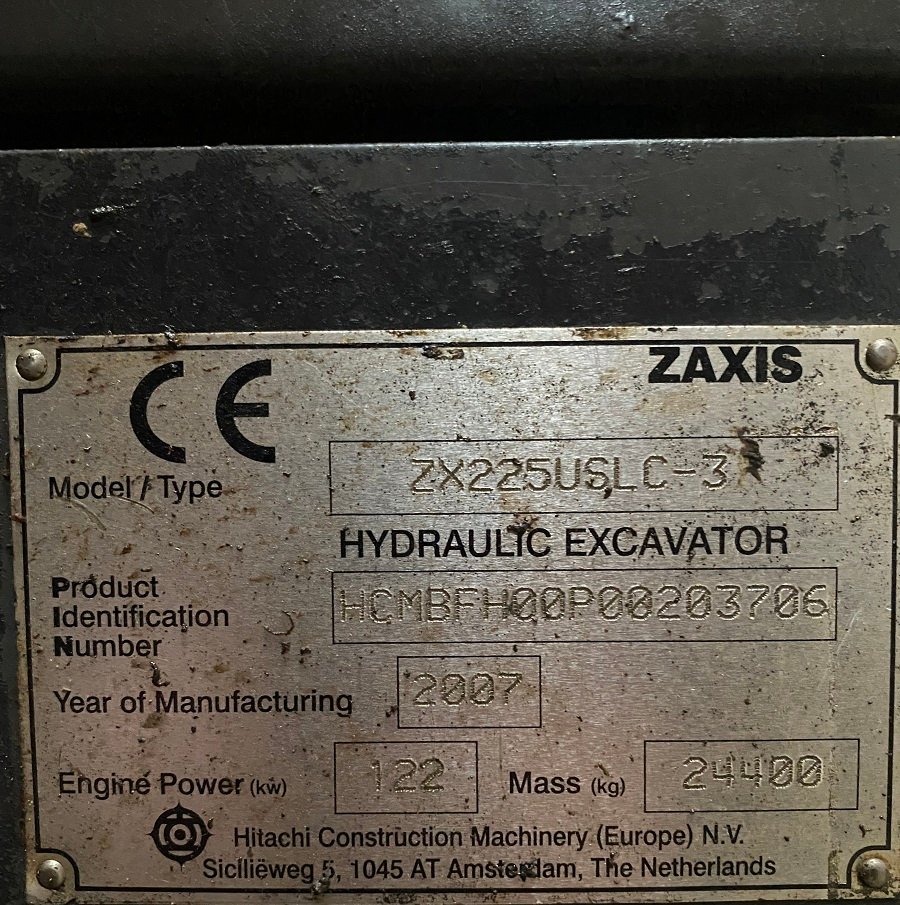 CE
ZAXIS
Model / Type ZX225USLC-3
HYDRAULIC EXCAVATOR
Product
Identification HCMBFH00P00203706
Number
Year of Manufacturing 2007
Engine Power (kw) 122 Mass (kg) 24400
Hitachi Construction Machinery (Europe) N.V.
Siciliëweg 5, 1045 AT Amsterdam, The Netherlands